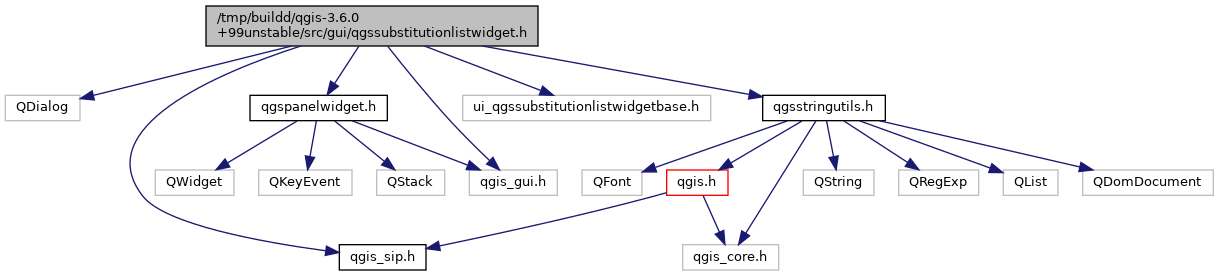 /tmp/buildd/qgis-3.6.0
+99unstable/src/gui/qgssubstitutionlistwidget.h
QDialog
qgspanelwidget.h
ui_qgssubstitutionlistwidgetbase.h
qgsstringutils.h
QWidget
QKeyEvent
QStack
qgis_gui.h
QFont
qgis.h
QString
QRegExp
QList
QDomDocument
qgis_sip.h
qgis_core.h